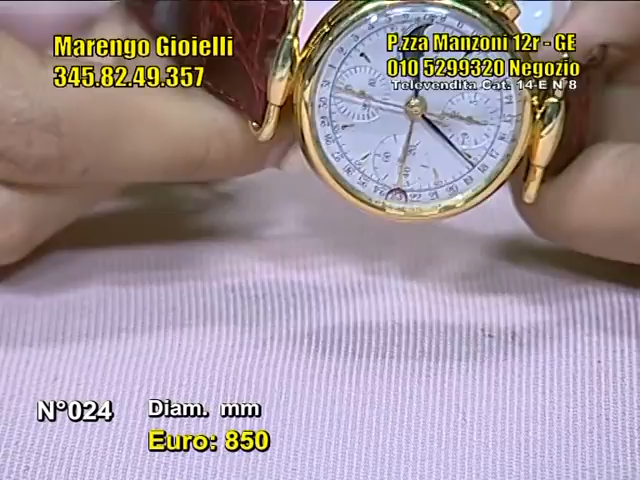 Marengo Gioielli
345.82.49.357
P.zza Manzoni 12r - GE
010 5299320 Negozio
Televendita Cat. 14 E N 8
N°024
Diam. mm
Euro: 850